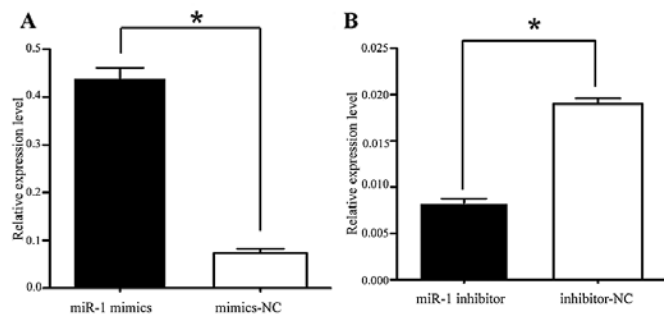 A
*
Relative expression level
0.5
0.4
0.3
0.2
0.1
0.0
miR-1 mimics
mimics-NC
B
*
Relative expression level
0.025
0.020
0.015
0.010
0.005
0.000
miR-1 inhibitor
inhibitor-NC